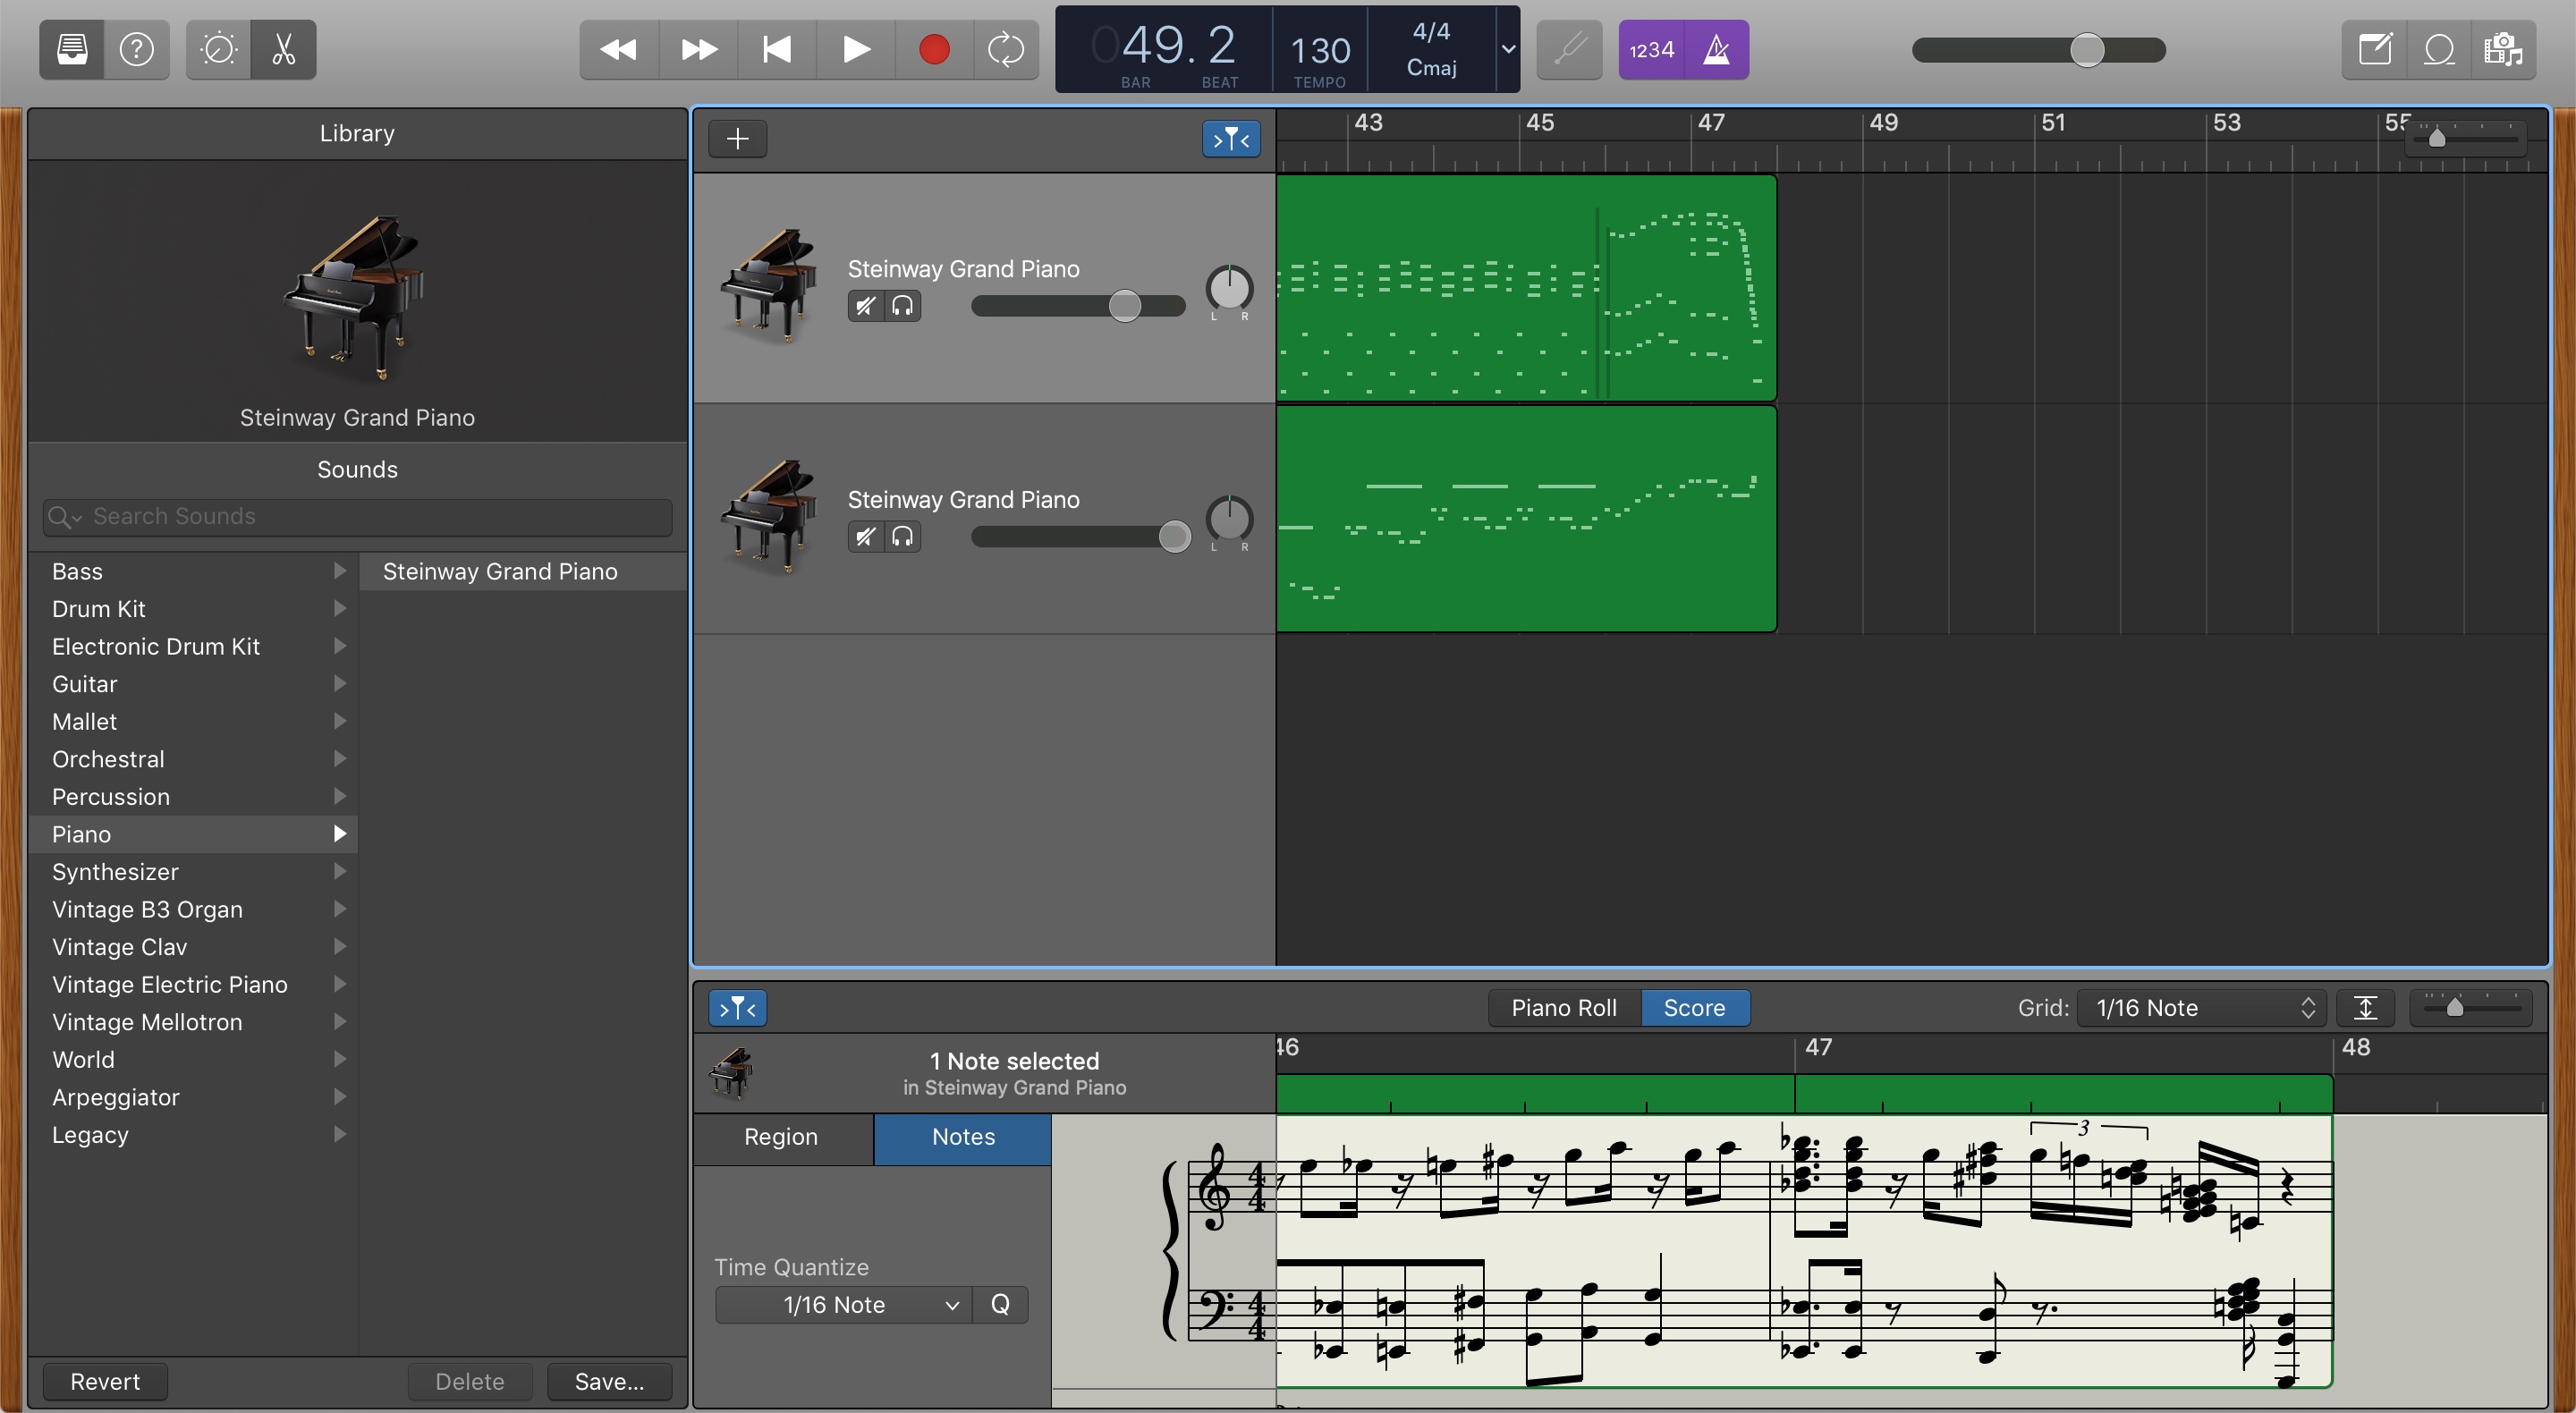 049. 2
BAR
BEAT
130
TEMPO
4/4
Cmaj
1234
Library
Steinway Grand Piano
Sounds
Search Sounds
Bass
Drum Kit
Electronic Drum Kit
Guitar
Mallet
Orchestral
Percussion
Piano
Synthesizer
Vintage B3 Organ
Vintage Clav
Vintage Electric Piano
Vintage Mellotron
World
Arpeggiator
Legacy
Steinway Grand Piano
Revert
Delete
Save...
43 45 47 49 51 53 55
Steinway Grand Piano
L R
Steinway Grand Piano
L R
Piano Roll
Score
Grid: 1/16 Note
1 Note selected
in Steinway Grand Piano
46 47 48
Region
Notes
Time Quantize
1/16 Note
Q
3
4
4
4
4